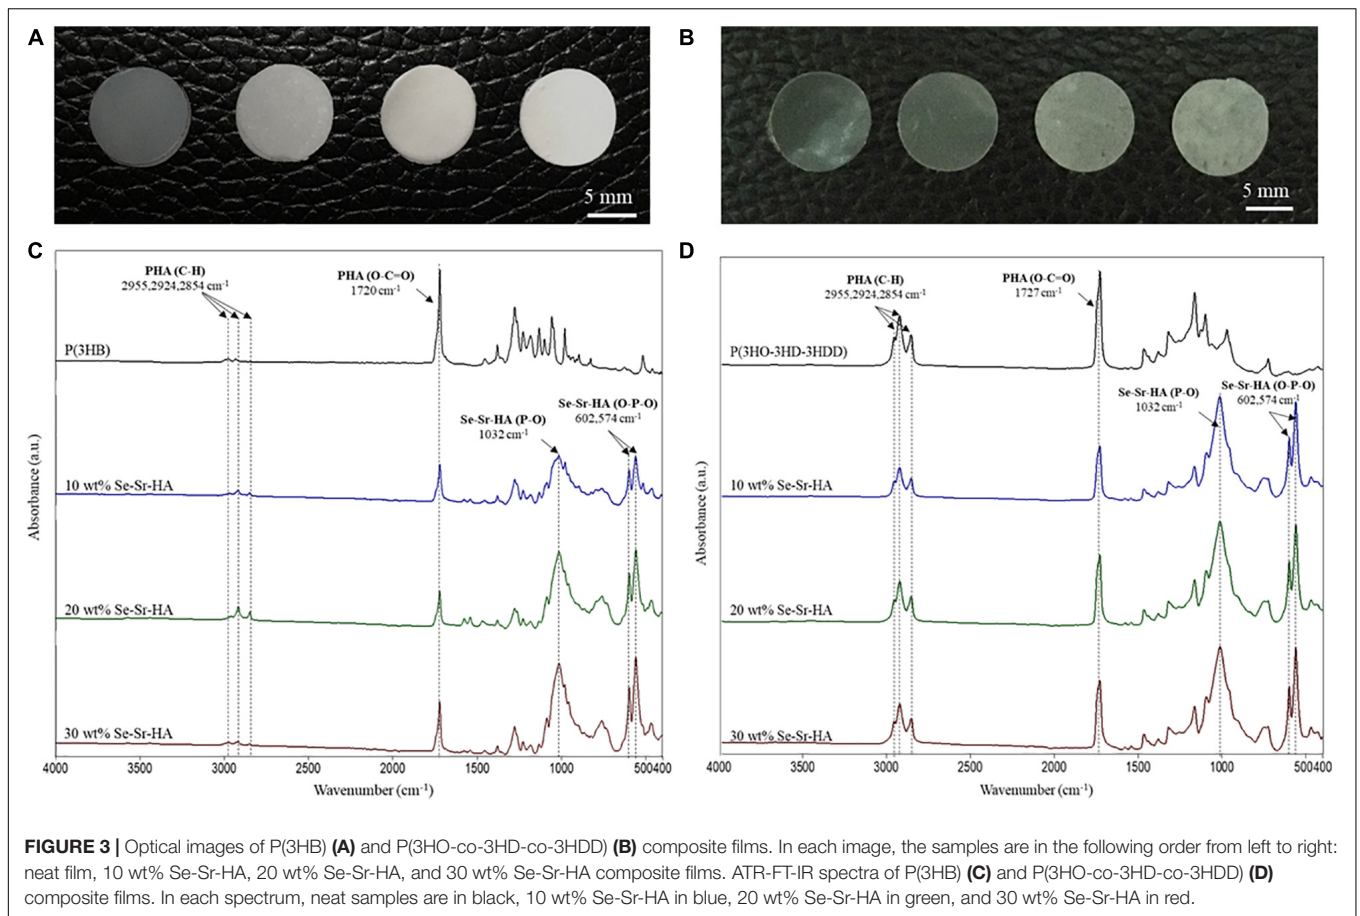 A
B
5 mm
5 mm
C
D
PHA (C-H)
2955,2924,2854 cm-1
PHA (O-C=O)
1720 cm-1
P(3HB)
Se-Sr-HA (P-O)
1032 cm-1
Se-Sr-HA (O-P-O)
602,574 cm-1
10 wt% Se-Sr-HA
20 wt% Se-Sr-HA
30 wt% Se-Sr-HA
Absorbance (a.u.)
4000 3500 3000 2500 2000 1500 1000 500 400
Wavenumber (cm-1)
PHA (C-H)
2955,2924,2854 cm-1
PHA (O-C=O)
1727 cm-1
P(3HO-3HD-3HDD)
Se-Sr-HA (P-O)
1032 cm-1
Se-Sr-HA (O-P-O)
602,574 cm-1
10 wt% Se-Sr-HA
20 wt% Se-Sr-HA
30 wt% Se-Sr-HA
Absorbance (a.u.)
4000 3500 3000 2500 2000 1500 1000 500 400
Wavenumber (cm-1)
FIGURE 3 | Optical images of P(3HB) (A) and P(3HO-co-3HD-co-3HDD) (B) composite films. In each image, the samples are in the following order from left to right:
neat film, 10 wt% Se-Sr-HA, 20 wt% Se-Sr-HA, and 30 wt% Se-Sr-HA composite films. ATR-FT-IR spectra of P(3HB) (C) and P(3HO-co-3HD-co-3HDD) (D)
composite films. In each spectrum, neat samples are in black, 10 wt% Se-Sr-HA in blue, 20 wt% Se-Sr-HA in green, and 30 wt% Se-Sr-HA in red.